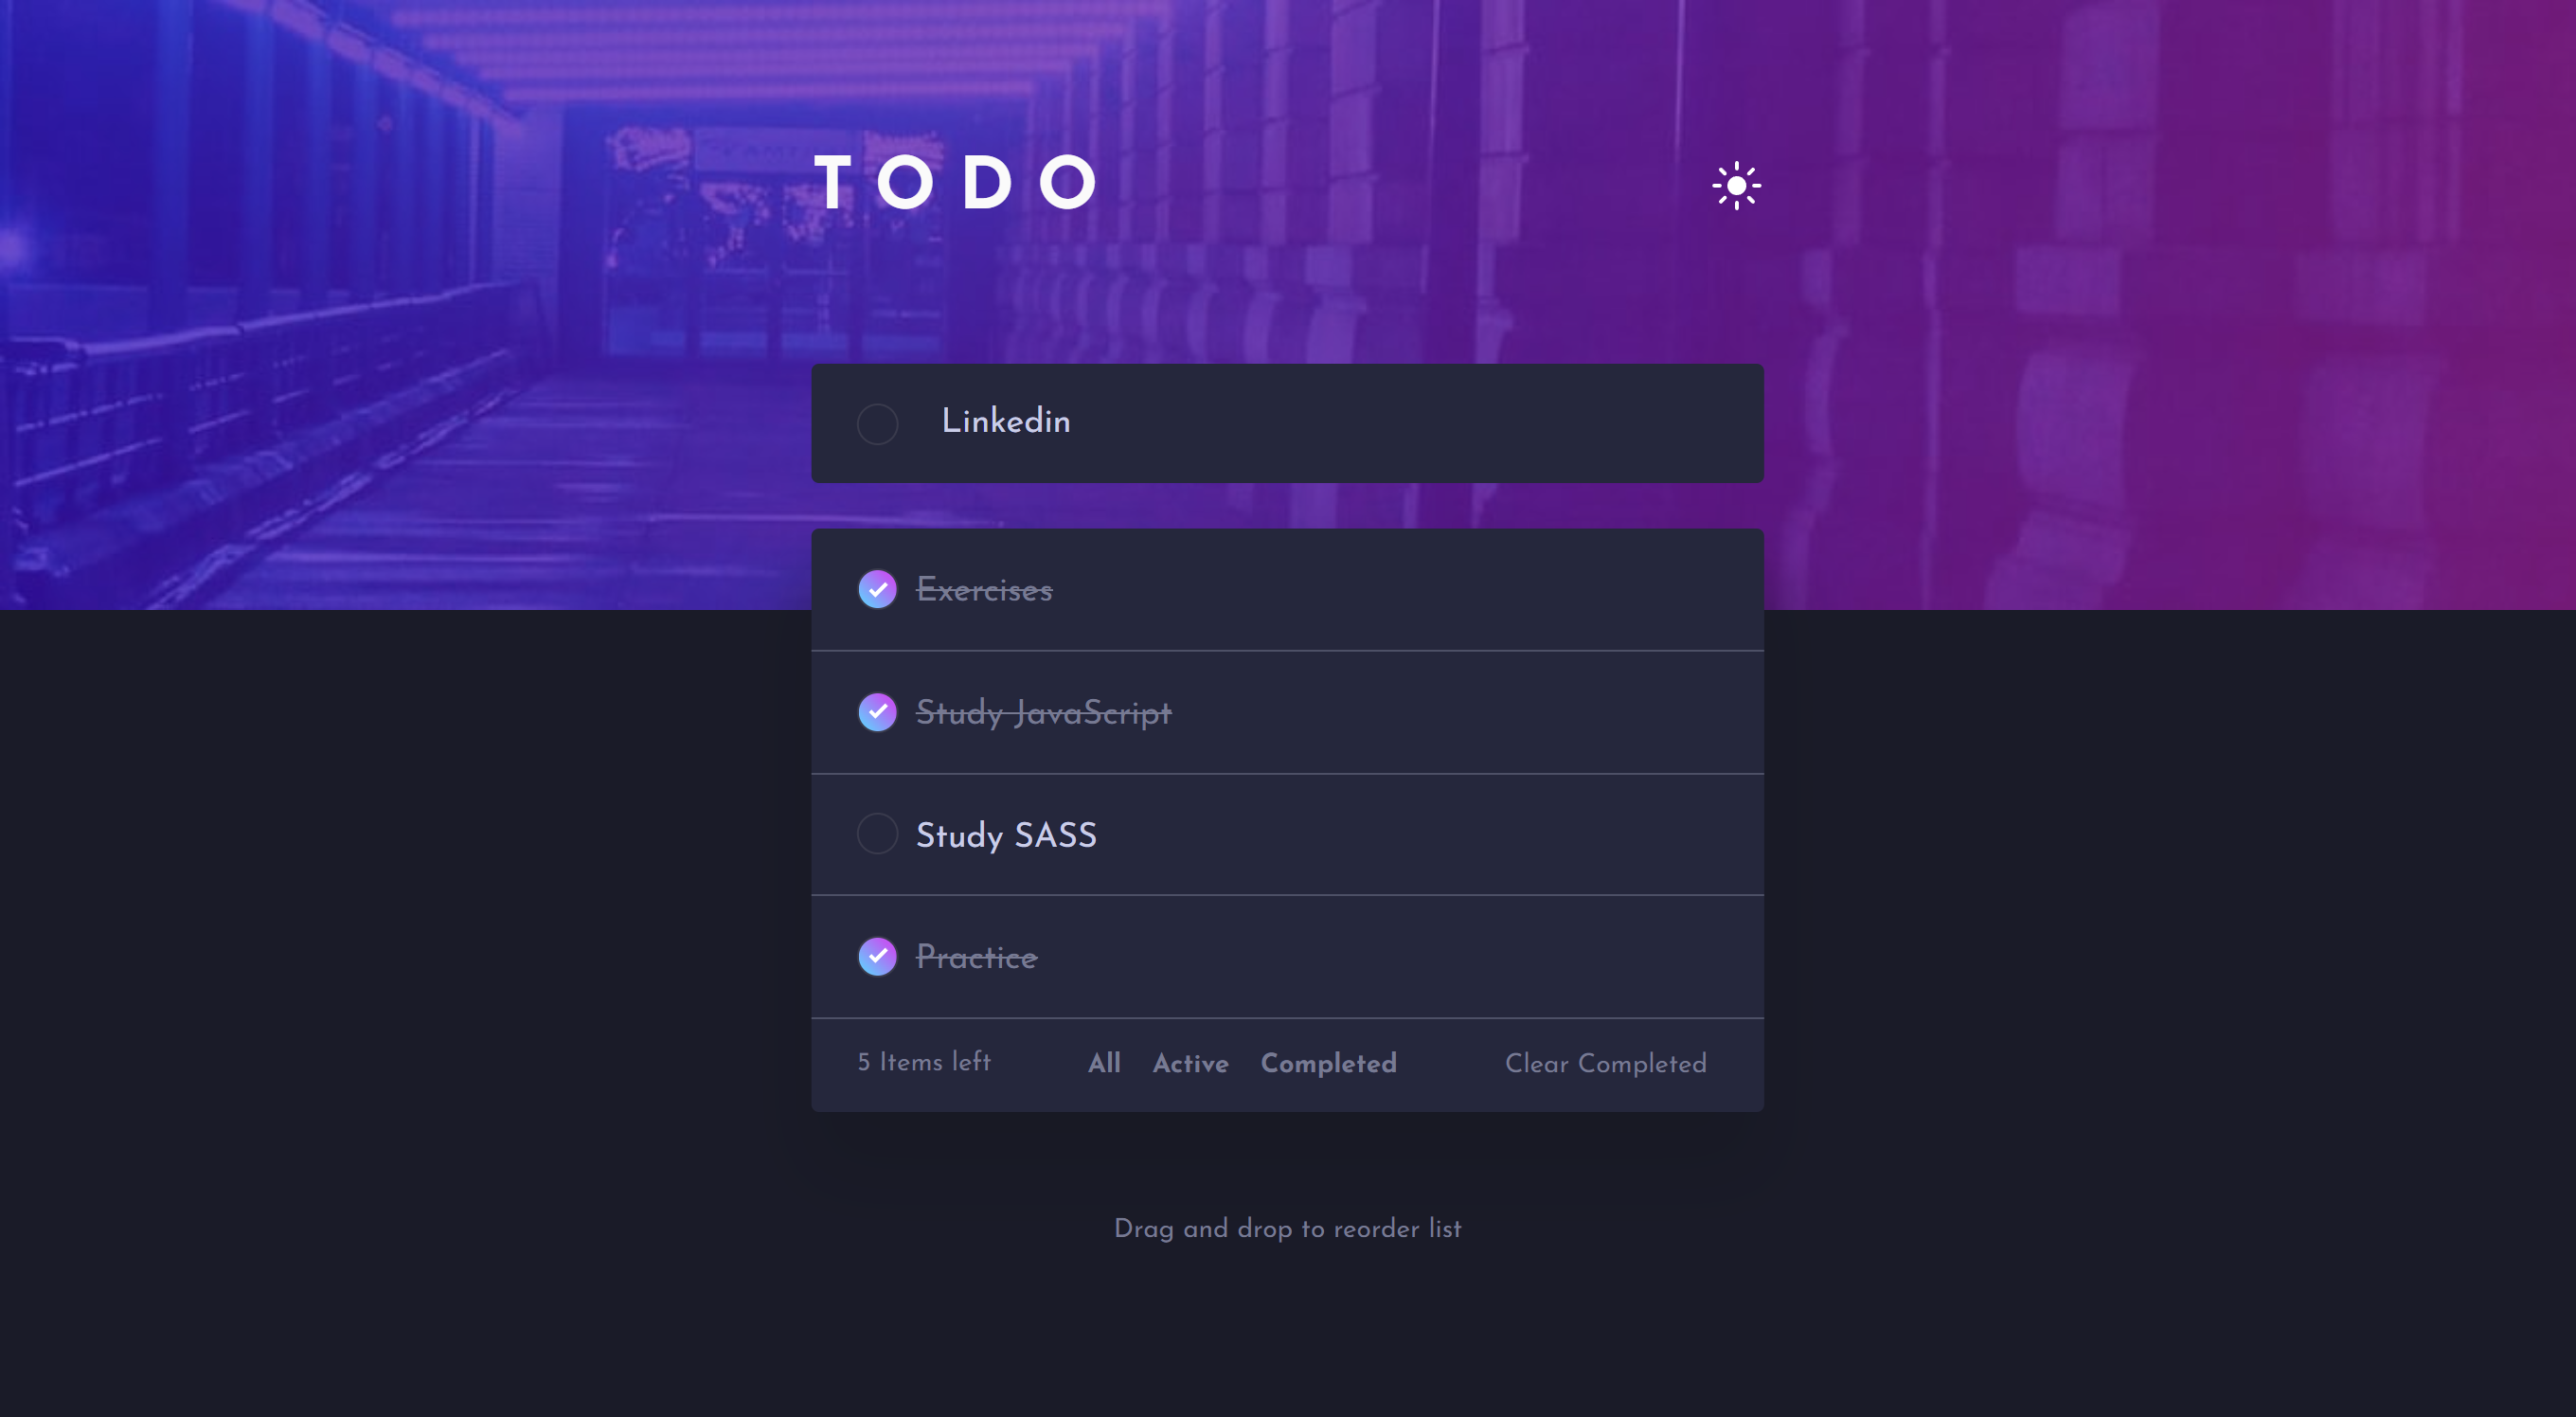 TODO
Linkedin
Exercises
Study JavaScript
Study SASS
Practice
5 Items left All Active Completed Clear Completed
Drag and drop to reorder list